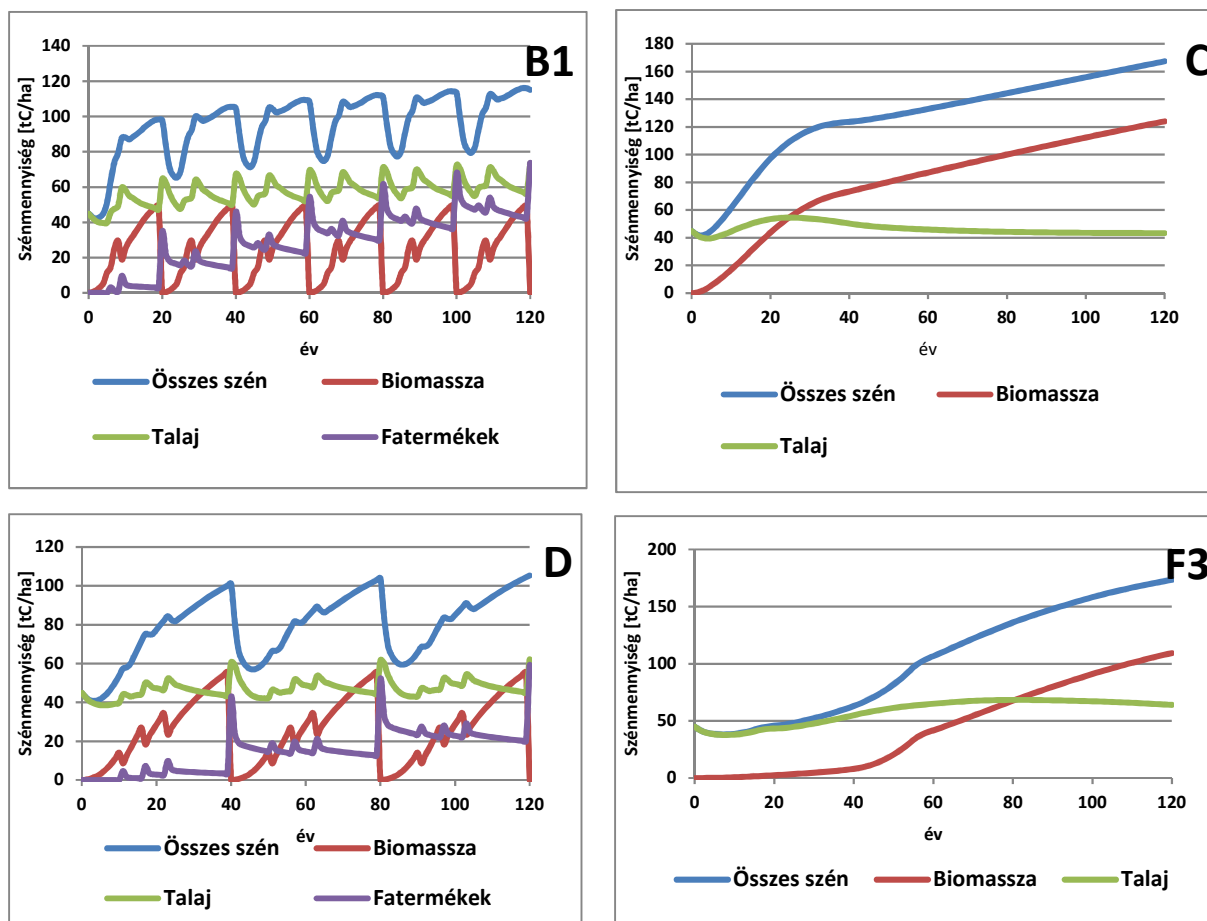 B1
Szénmennyiség [tC/ha]
140
120
100
80
60
40
20
0
0 20 40 60 80 100 120
év
Összes szén Biomassza
Talaj Fatermékek
C
Szénmennyiség [tC/ha]
180
160
140
120
100
80
60
40
20
0
0 20 40 60 80 100 120
év
Összes szén Biomassza
Talaj
D
Szénmennyiség [tC/ha]
120
100
80
60
40
20
0
0 20 40 60 80 100 120
év
Összes szén Biomassza
Talaj Fatermékek
F3
Szénmennyiség [tC/ha]
200
150
100
50
0
0 20 40 60 80 100 120
év
Összes szén Biomassza Talaj